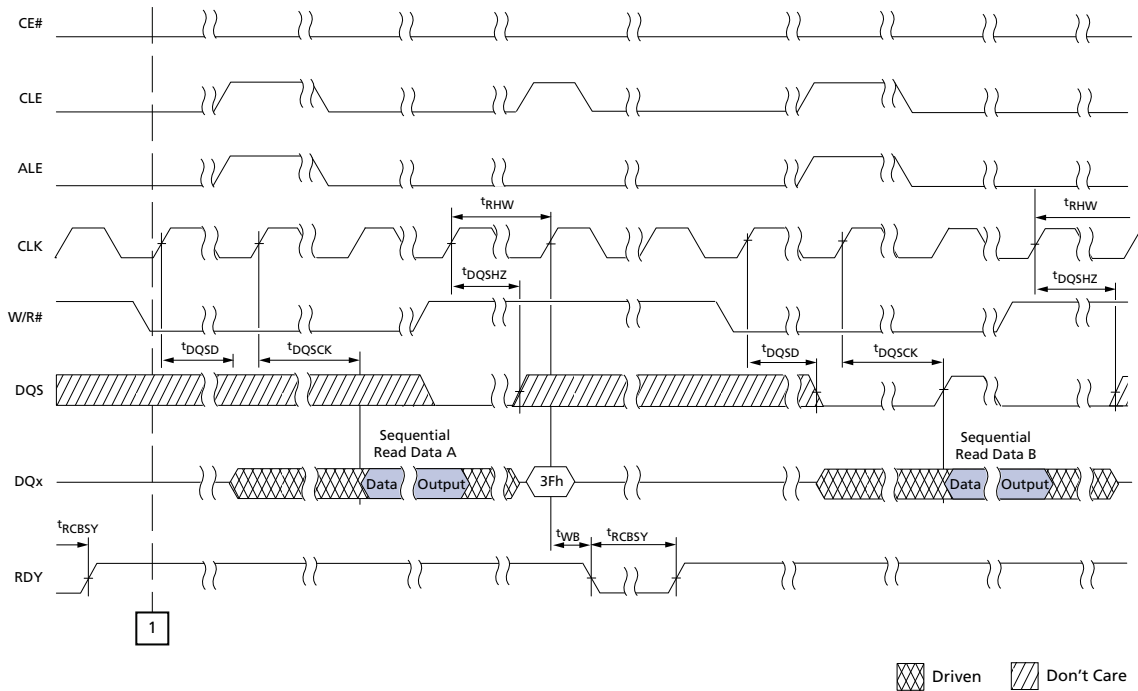 CE#
CLE
ALE
tRHW
tRHW
CLK
tDQSHZ
tDQSHZ
W/R#
tDQSD
tDQSCK
tDQSD
tDQSCK
DQS
Sequential
Read Data A
Sequential
Read Data B
DQx
Data
Output
3Fh
Data
Output
tRCBSY
tWB
tRCBSY
RDY
1
Driven
Don't Care